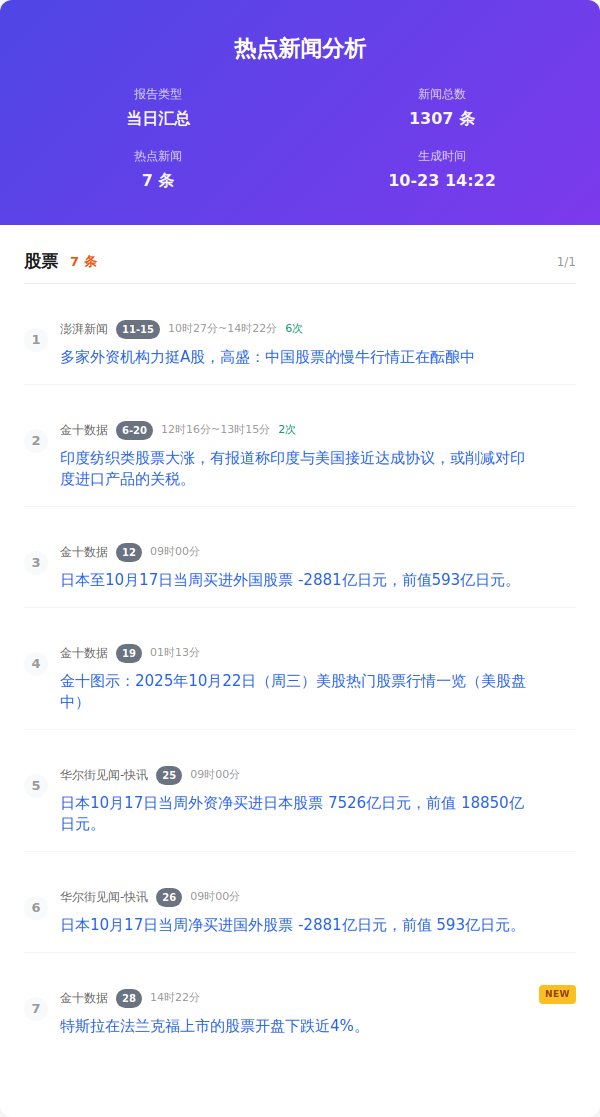 热点新闻分析
报告类型
新闻总数
当日汇总
1307 条
热点新闻
生成时间
7 条
10-23 14:22
股票 7 条 1/1
1 澎湃新闻 11-15 10时27分~14时22分 6次
多家外资机构力挺A股，高盛：中国股票的慢牛行情正在酝酿中
2 金十数据 6-20 12时16分~13时15分 2次
印度纺织类股票大涨，有报道称印度与美国接近达成协议，或削减对印
度进口产品的关税。
3 金十数据 12 09时00分
日本至10月17日当周买进外国股票 -2881亿日元，前值593亿日元。
4 金十数据 19 01时13分
金十图示：2025年10月22日（周三）美股热门股票行情一览（美股盘
中）
5 华尔街见闻-快讯 25 09时00分
日本10月17日当周外资净买进日本股票 7526亿日元，前值 18850亿
日元。
6 华尔街见闻-快讯 26 09时00分
日本10月17日当周净买进国外股票 -2881亿日元，前值 593亿日元。
7 金十数据 28 14时22分 NEW
特斯拉在法兰克福上市的股票开盘下跌近4%。